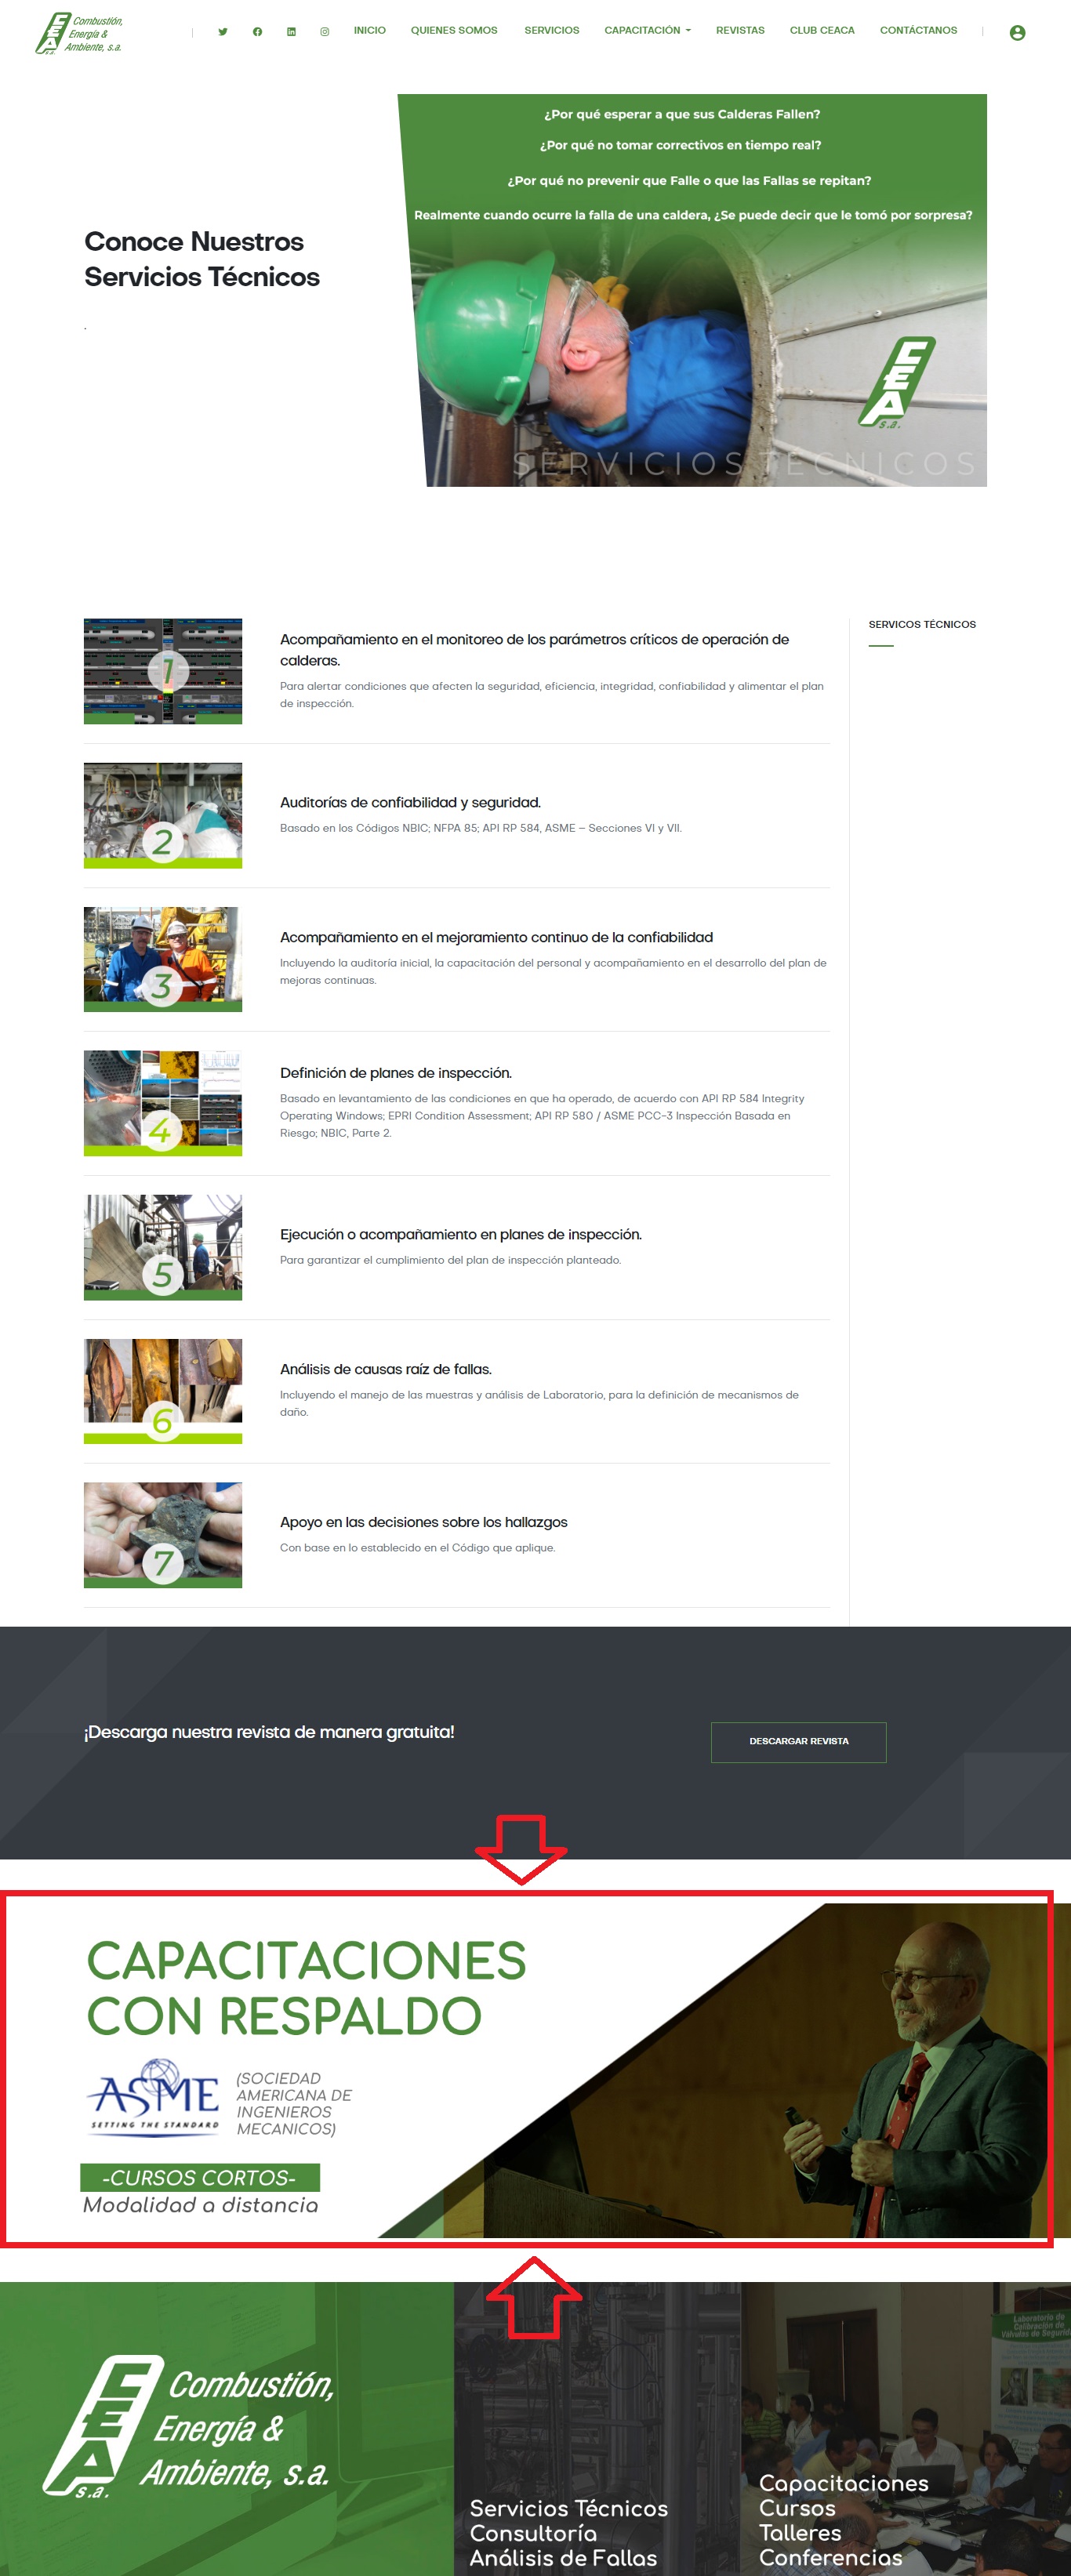 CEA
s.a.
Combustión,
Energía &
Ambiente, s.a.
INICIO
QUIENES SOMOS
SERVICIOS
CAPACITACIÓN
REVISTAS
CLUB CEACA
CONTÁCTANOS
¿Por qué esperar a que sus Calderas Fallen?
¿Por qué no tomar correctivos en tiempo real?
¿Por qué no prevenir que Falle o que las Fallas se repitan?
Realmente cuando ocurre la falla de una caldera, ¿Se puede decir que le tomó por sorpresa?
Conoce Nuestros
Servicios Técnicos
.
CEA
s.a.
SERVICIOS TÉCNICOS
SERVICOS TÉCNICOS
1
Acompañamiento en el monitoreo de los parámetros críticos de operación de
calderas.
Para alertar condiciones que afecten la seguridad, eficiencia, integridad, confiabilidad y alimentar el plan
de inspección.
2
Auditorías de confiabilidad y seguridad.
Basado en los Códigos NBIC; NFPA 85; API RP 584, ASME – Secciones VI y VII.
3
Acompañamiento en el mejoramiento continuo de la confiabilidad
Incluyendo la auditoría inicial, la capacitación del personal y acompañamiento en el desarrollo del plan de
mejoras continuas.
4
Definición de planes de inspección.
Basado en levantamiento de las condiciones en que ha operado, de acuerdo con API RP 584 Integrity
Operating Windows; EPRI Condition Assessment; API RP 580 / ASME PCC-3 Inspección Basada en
Riesgo; NBIC, Parte 2.
5
Ejecución o acompañamiento en planes de inspección.
Para garantizar el cumplimiento del plan de inspección planteado.
6
Análisis de causas raíz de fallas.
Incluyendo el manejo de las muestras y análisis de Laboratorio, para la definición de mecanismos de
daño.
7
Apoyo en las decisiones sobre los hallazgos
Con base en lo establecido en el Código que aplique.
¡Descarga nuestra revista de manera gratuita!
DESCARGAR REVISTA
CAPACITACIONES
CON RESPALDO
ASME
SETTING THE STANDARD
(SOCIEDAD
AMERICANA DE
INGENIEROS
MECANICOS)
-CURSOS CORTOS-
Modalidad a distancia
CEA
s.a.
Combustión,
Energía &
Ambiente, s.a.
Servicios Técnicos
Consultoría
Análisis de Fallas
Laboratorio de
Calibración de
Válvulas de Segurid
Capacitaciones
Cursos
Talleres
Conferencias